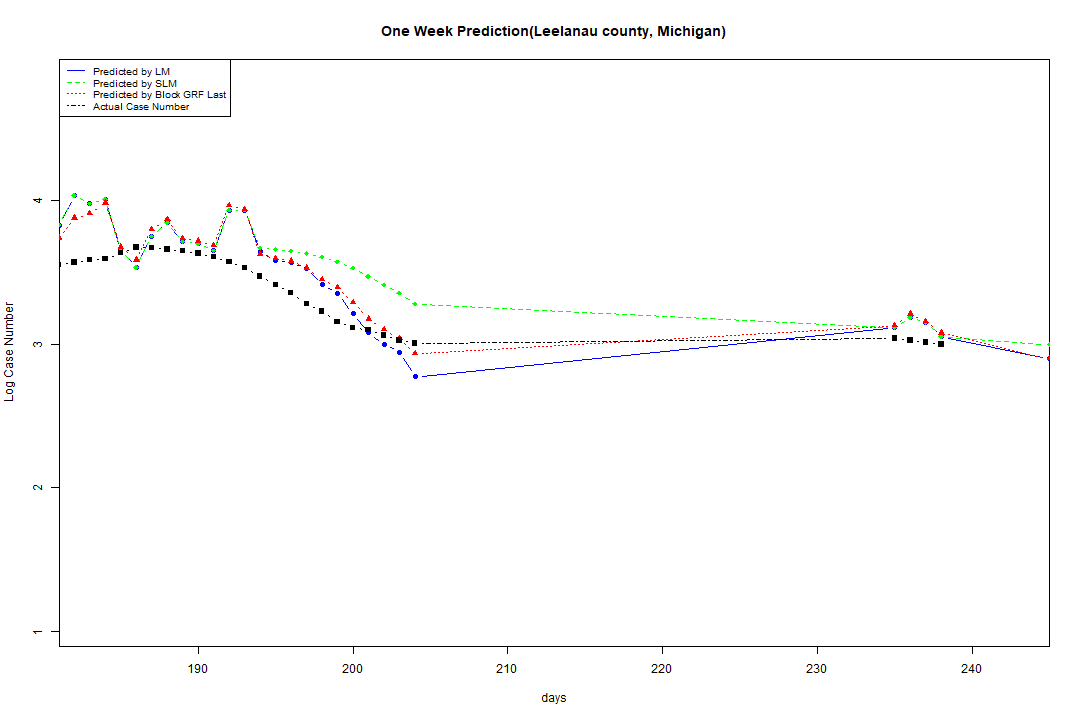 One Week Prediction(Leelanau county, Michigan)
Predicted by LM
Predicted by SLM
Predicted by Block GRF Last
Actual Case Number
4
3
2
1
Log Case Number
190 200 210 220 230 240
days